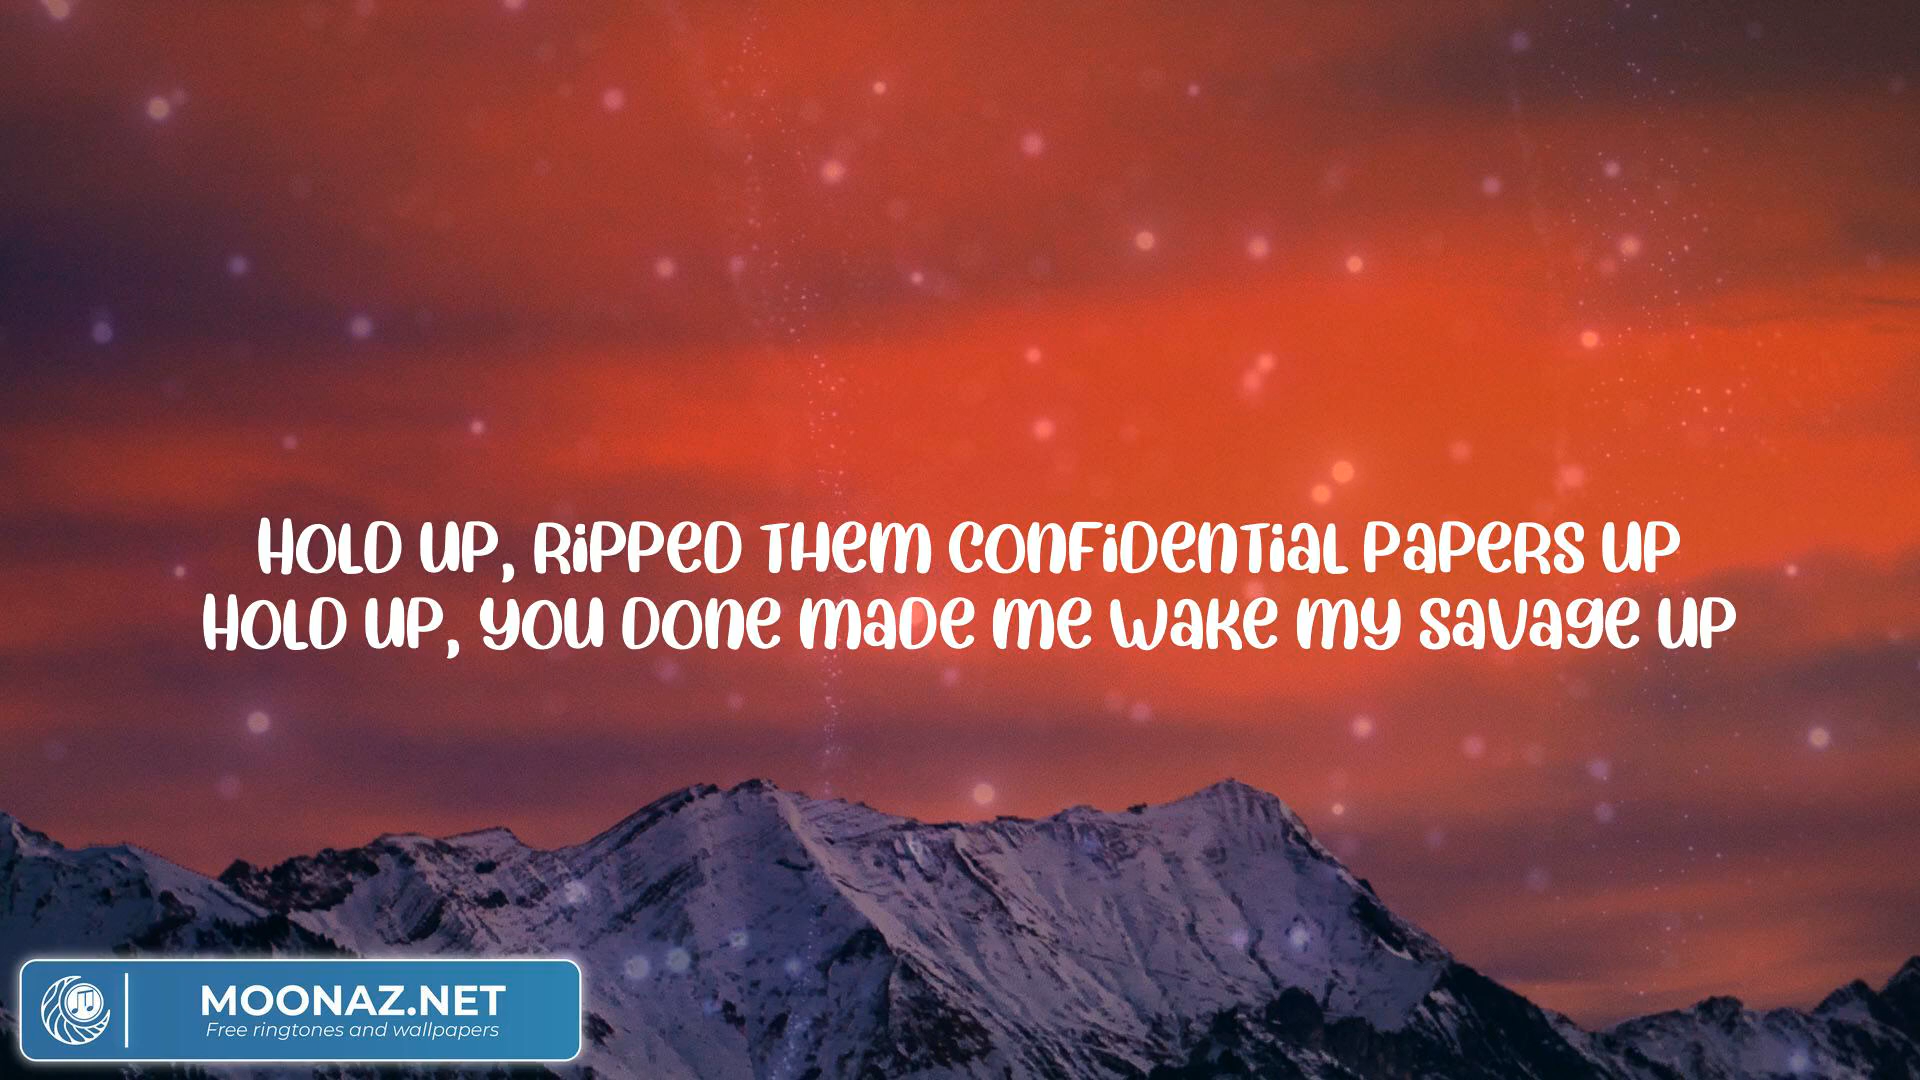 Hold up, ripped them confidential papers up
Hold up, you done made me wake my savage up
MOONAZ.NET
Free ringtones and wallpapers